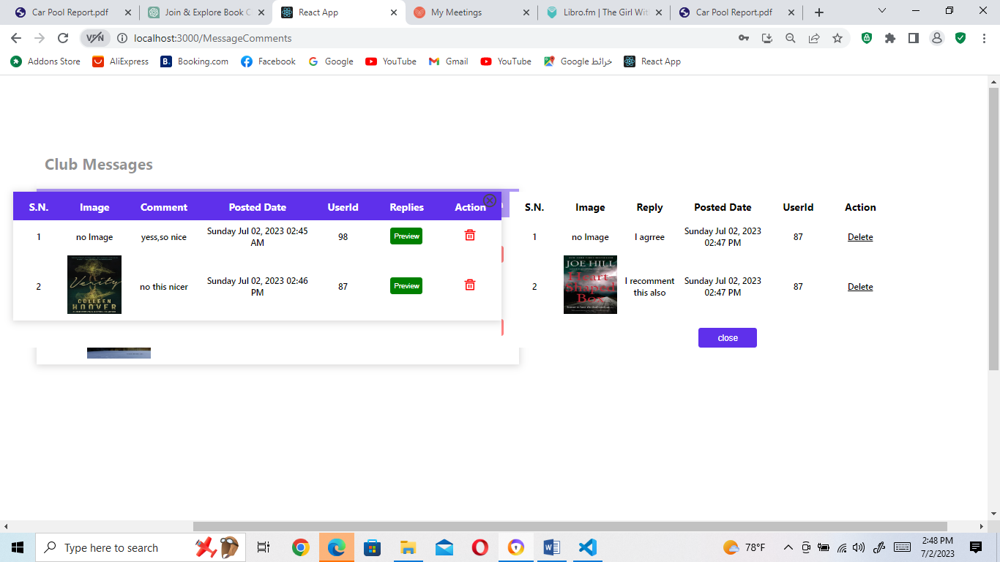 Car Pool Report.pdf
Join & Explore Book C
React App
My Meetings
Libro.fm | The Girl Wit
Car Pool Report.pdf
VPN
localhost:3000/MessageComments
Addons Store
AliExpress
B.
Booking.com
Facebook
Google
YouTube
Gmail
YouTube
خرائط Google
React App
Club Messages
S.N. Image Comment Posted Date UserId Replies Action
1 no Image yess,so nice Sunday Jul 02, 2023 02:45 98 Preview
AM
Verity
COLLEEN
HOOVER
2 no this nicer Sunday Jul 02, 2023 02:46 87 Preview
PM
S.N. Image Reply Posted Date UserId Action
1 no Image I agrree Sunday Jul 02, 2023 87 Delete
02:47 PM
JOE HILL
Heart-
Shaped
Box
2 I recomment Sunday Jul 02, 2023 87 Delete
this also 02:47 PM
close
Type here to search
78°F
2:48 PM
7/2/2023